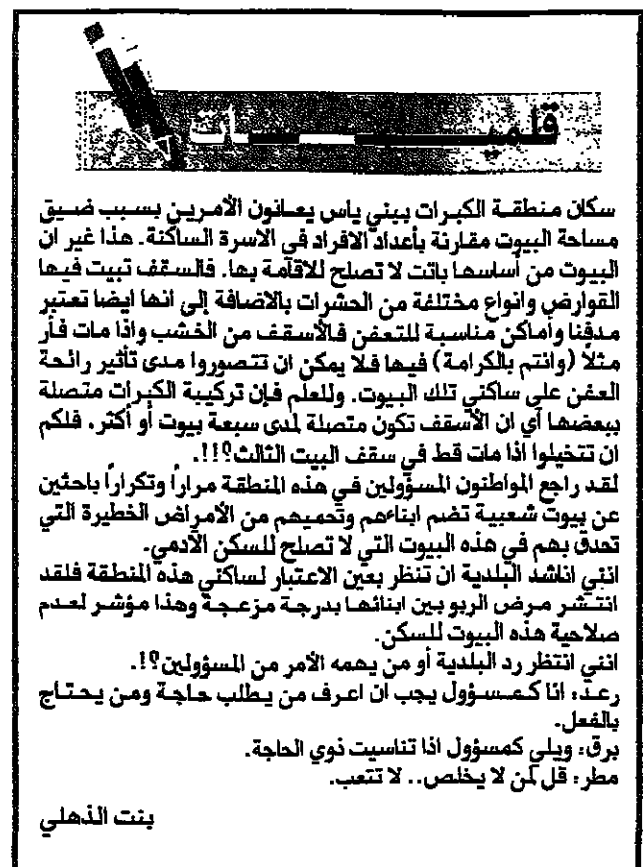 قلميات
سكان منطقة الكبرات ببني ياس يعانون الأمرين بسبب ضيق
مساحة البيوت مقارنة بأعداد الافراد في الاسرة الساكنة. هذا غير ان
البيوت من أساسها باتت لا تصلح للاقامة بها. فالسقف تبيت فيها
القوارض وانواع مختلفة من الحشرات بالاضافة إلى انها ايضا تعتبر
مدفنا وأماكن مناسبة للتعفن فالأسقف من الخشب واذا مات فأر
مثلاً (وانتم بالكرامة) فيها فلا يمكن ان تتصوروا مدى تأثير رائحة
العفن على ساكني تلك البيوت. وللعلم فإن تركيبة الكبرات متصلة
ببعضها أي ان الأسقف تكون متصلة لمدى سبعة بيوت أو أكثر. فلكم
ان تتخيلوا اذا مات قط في سقف البيت الثالث؟!!.
لقد راجع المواطنون المسؤولين في هذه المنطقة مراراً وتكراراً باحثين
عن بيوت شعبية تضم ابناءهم وتحميهم من الأمراض الخطيرة التي
تحدق بهم في هذه البيوت التي لا تصلح للسكن الآدمي.
انني اناشد البلدية ان تنظر بعين الاعتبار لساكني هذه المنطقة فلقد
انتشر مرض الربو بين ابنائها بدرجة مزعجة وهذا مؤشر لعدم
صلاحية هذه البيوت للسكن.
انني انتظر رد البلدية أو من يهمه الأمر من المسؤولين؟!.
رعد: انا كمسؤول يجب ان اعرف من يطلب حاجة ومن يحتاج
بالفعل.
برق: ويلي كمسؤول اذا تناسيت ذوي الحاجة.
مطر: قل لمن لا يخلص.. لا تتعب.
بنت الذهلي